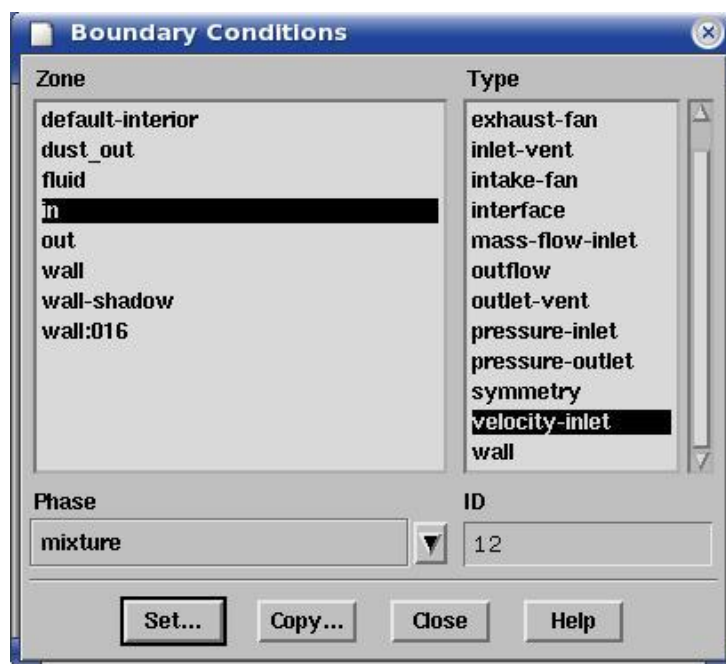 Boundary Conditions
Zone
default-interior
dust_out
fluid
in
out
wall
wall-shadow
wall:016
Type
exhaust-fan
inlet-vent
intake-fan
interface
mass-flow-inlet
outflow
outlet-vent
pressure-inlet
pressure-outlet
symmetry
velocity-inlet
wall
Phase
mixture
ID
12
Set... Copy... Close Help